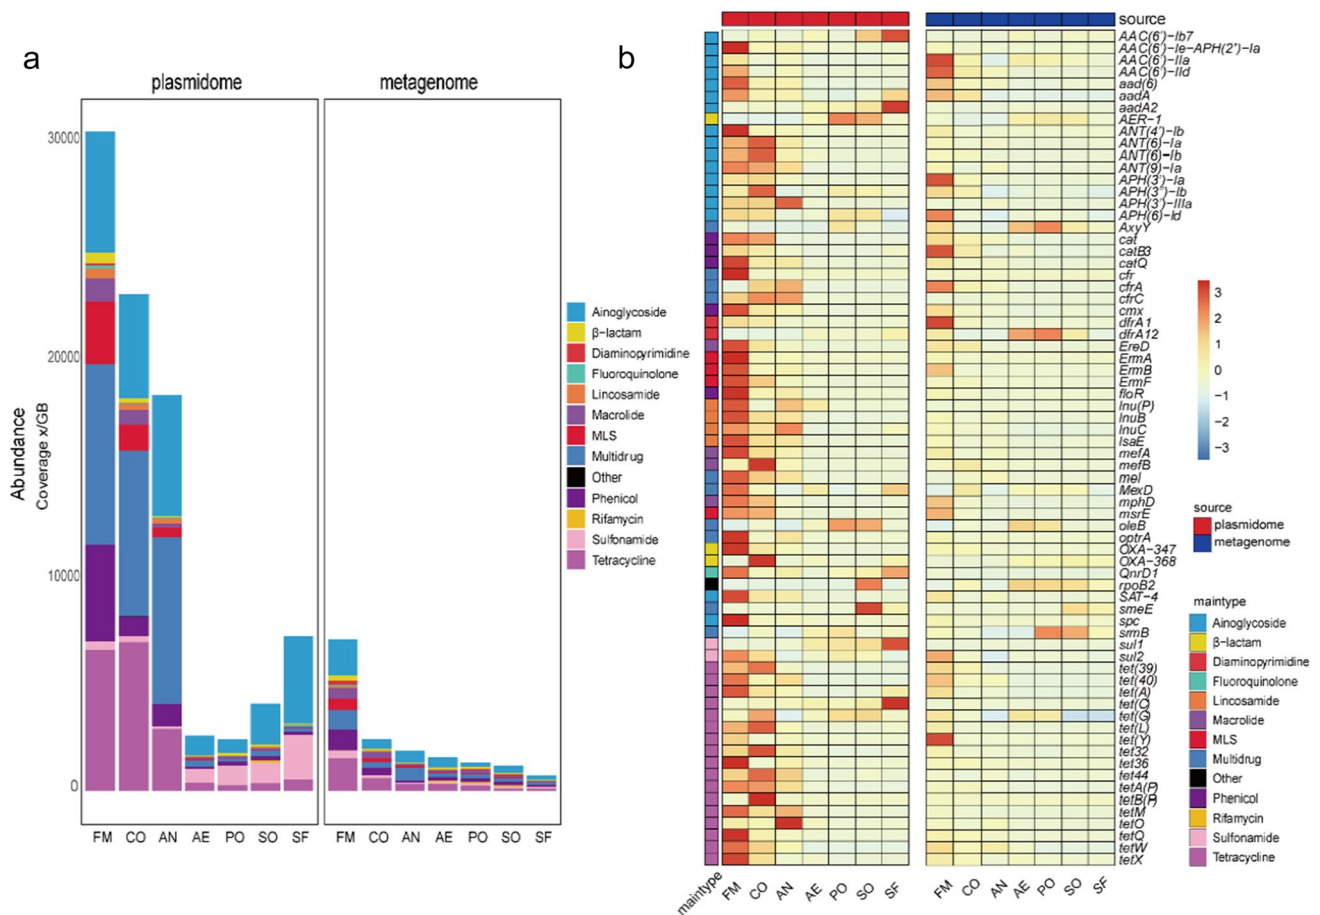 a
plasmidome
metagenome
30000
20000
10000
0
Abundance
Coverage x/GB
FM CO AN AE PO SO SF
FM CO AN AE PO SO SF
Ainoglycoside
β-lactam
Diaminopyrimidine
Fluoroquinolone
Lincosamide
Macrolide
MLS
Multidrug
Other
Phenicol
Rifamycin
Sulfonamide
Tetracycline
b
source
AAC(6')-Ib7
AAC(6')-Ie-APH(2")-Ia
AAC(6')-IIa
AAC(6')-IId
aad(6)
aadA
aadA2
AER-1
ANT(4')-Ib
ANT(6)-Ia
ANT(6)-Ib
ANT(9)-Ia
APH(3')-Ia
APH(3")-Ib
APH(3')-IIIa
APH(6)-Id
AxyY
cat
catB3
catQ
cfr
cfrA
cfrC
cmx
dfrA1
dfrA12
EreD
ErmA
ErmB
ErmF
floR
lnu(P)
lnuB
lnuC
lsaE
mefA
mefB
mel
MexD
mphD
msrE
oleB
optrA
OXA-347
OXA-368
QnrD1
rpoB2
SAT-4
smeE
spc
srmB
sul1
sul2
tet(39)
tet(40)
tet(A)
tet(C)
tet(G)
tet(L)
tet(Y)
tet32
tet36
tet44
tetA(P)
tetB(P)
tetM
tetO
tetQ
tetW
tetX
maintype FM CO AN AE PO SO SF
FM CO AN AE PO SO SF
3
2
1
0
−1
−2
−3
source
plasmidome
metagenome
maintype
Ainoglycoside
β-lactam
Diaminopyrimidine
Fluoroquinolone
Lincosamide
Macrolide
MLS
Multidrug
Other
Phenicol
Rifamycin
Sulfonamide
Tetracycline